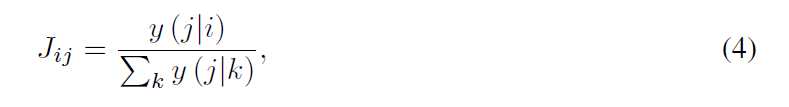 J_{ij} = \frac{y(j|i)}{\sum_k y(j|k)}, (4)